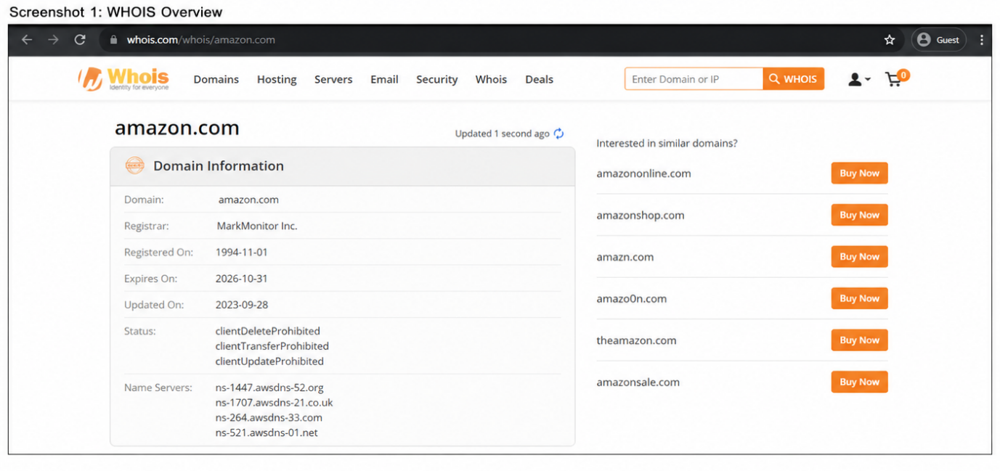 Screenshot 1: WHOIS Overview
whois.com/whois/amazon.com
Guest
Whois
Identity for everyone
Domains Hosting Servers Email Security Whois Deals
Enter Domain or IP
WHOIS
0
amazon.com
Updated 1 second ago
Domain Information
Domain: amazon.com
Registrar: MarkMonitor Inc.
Registered On: 1994-11-01
Expires On: 2026-10-31
Updated On: 2023-09-28
Status: clientDeleteProhibited
clientTransferProhibited
clientUpdateProhibited
Name Servers: ns-1447.awsdns-52.org
ns-1707.awsdns-21.co.uk
ns-264.awsdns-33.com
ns-521.awsdns-01.net
Interested in similar domains?
amazononline.com Buy Now
amazonshop.com Buy Now
amazn.com Buy Now
amazo0n.com Buy Now
theamazon.com Buy Now
amazonsale.com Buy Now